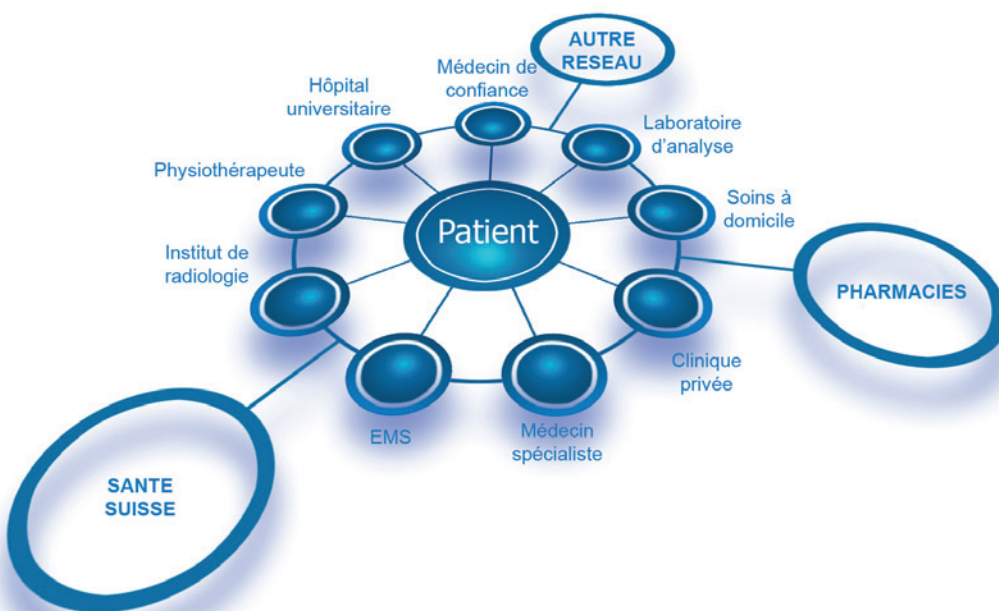 AUTRE
RESEAU
Médecin de
confiance
Hôpital
universitaire
Laboratoire
d'analyse
Physiothérapeute
Soins à
domicile
Patient
Institut de
radiologie
PHARMACIES
Clinique
privée
EMS
Médecin
spécialiste
SANTE
SUISSE